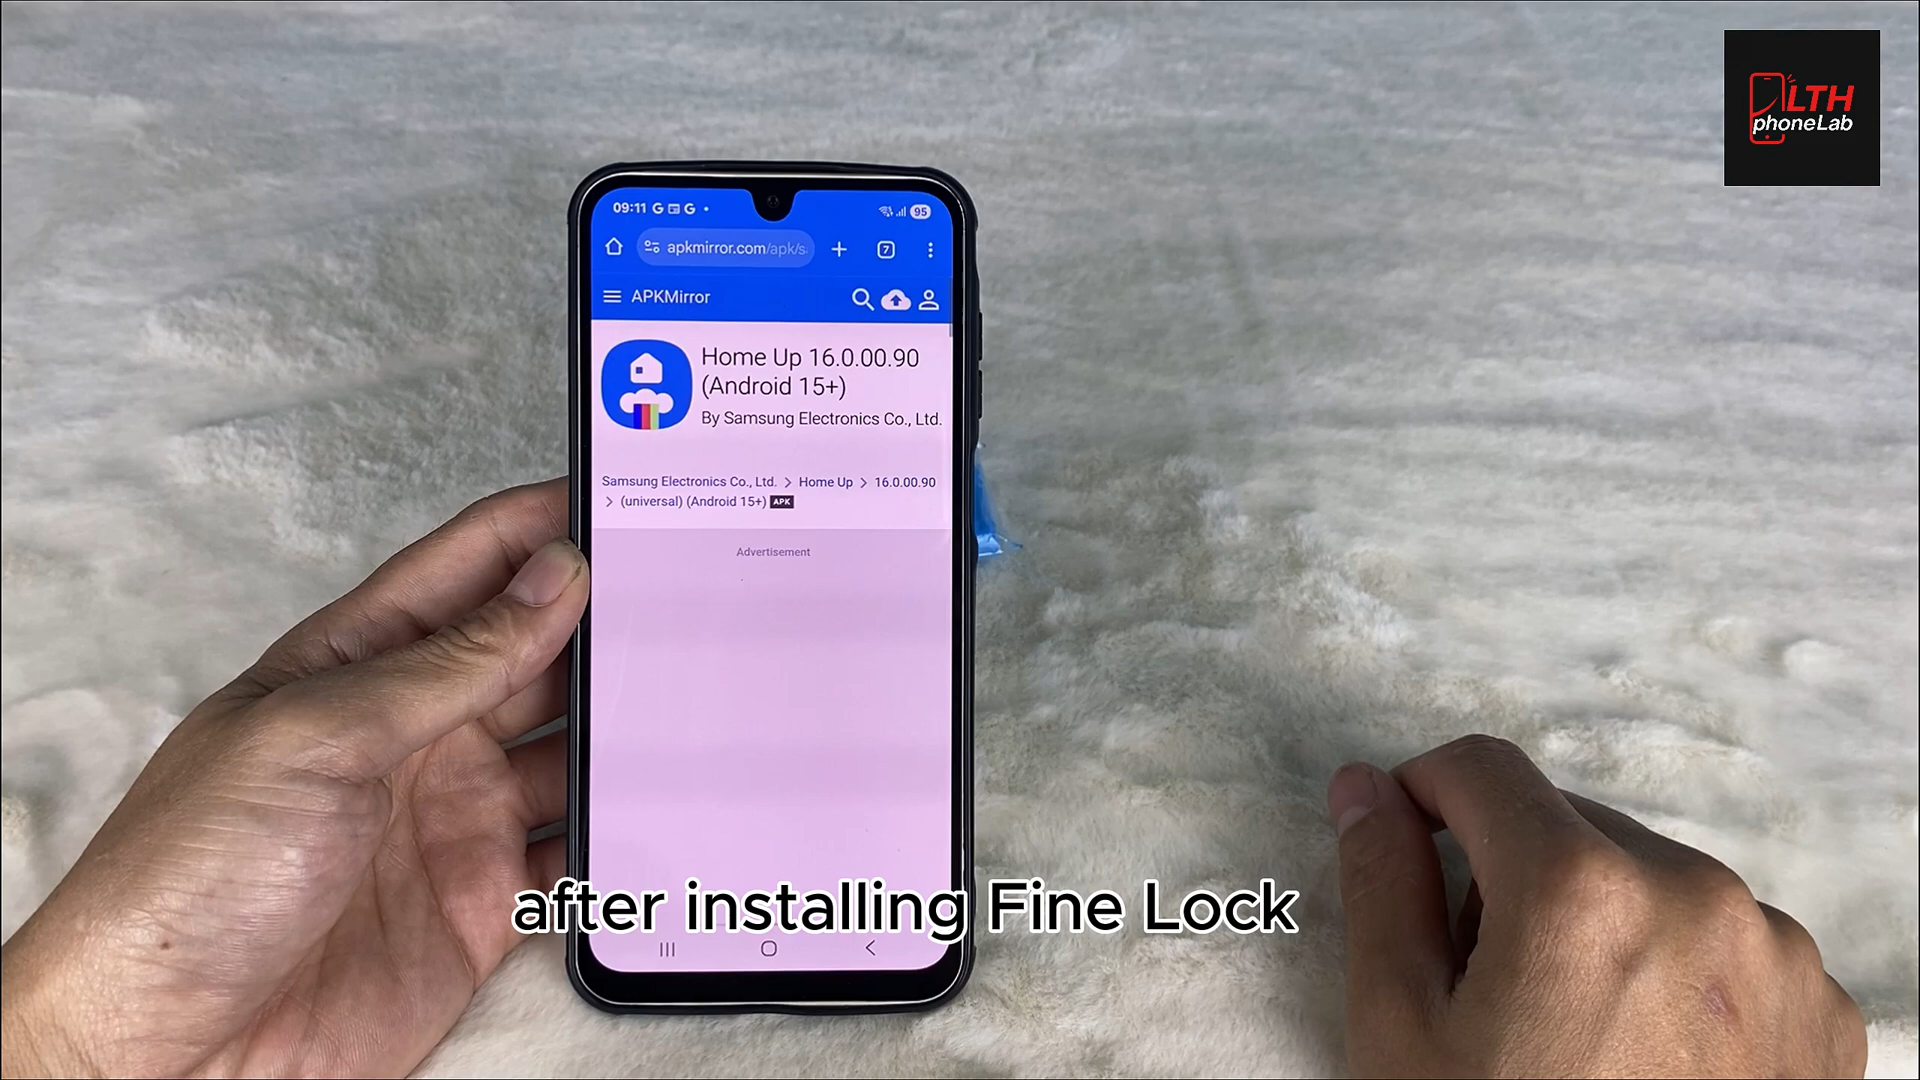 LTH
phoneLab
09:11 G G
95
apkmirror.com/apk/s
7
APKMirror
Home Up 16.0.00.90
(Android 15+)
By Samsung Electronics Co., Ltd.
Samsung Electronics Co., Ltd. > Home Up > 16.0.00.90
> (universal) (Android 15+) APK
Advertisement
after installing Fine Lock